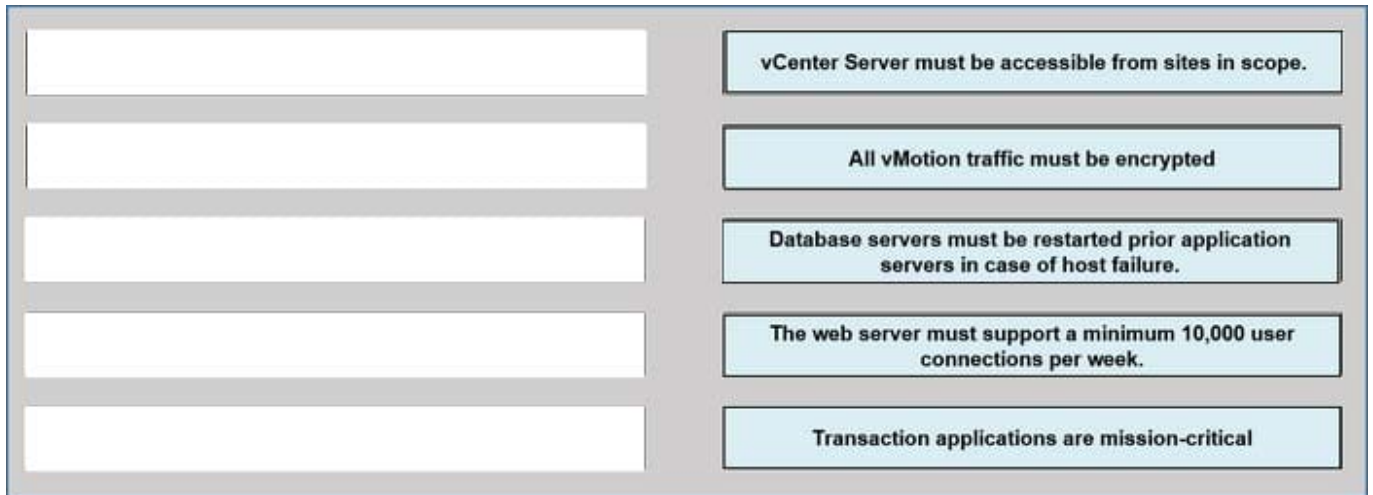 vCenter Server must be accessible from sites in scope.
All vMotion traffic must be encrypted
Database servers must be restarted prior application
servers in case of host failure.
The web server must support a minimum 10,000 user
connections per week.
Transaction applications are mission-critical